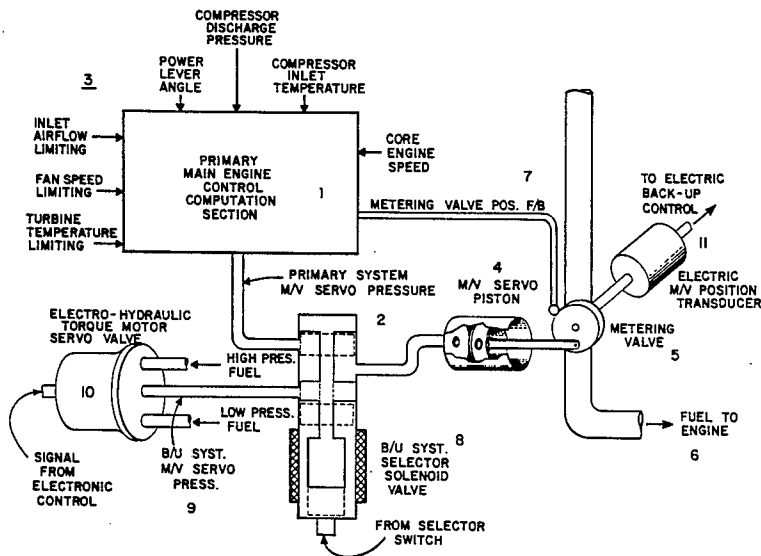 COMPRESSOR
DISCHARGE
PRESSURE
3
POWER
LEVER
ANGLE
COMPRESSOR
INLET
TEMPERATURE
INLET
AIRFLOW
LIMITING
FAN SPEED
LIMITING
TURBINE
TEMPERATURE
LIMITING
PRIMARY
MAIN ENGINE
CONTROL
COMPUTATION
SECTION
1
CORE
ENGINE
SPEED
7
METERING VALVE POS. F/B
TO ELECTRIC
BACK-UP
CONTROL
11
ELECTRIC
M/V POSITION
TRANSDUCER
PRIMARY SYSTEM
M/V SERVO PRESSURE
4
M/V SERVO
PISTON
METERING
VALVE
5
ELECTRO-HYDRAULIC
TORQUE MOTOR
SERVO VALVE
2
HIGH PRES.
FUEL
10
LOW PRESS.
FUEL
FUEL TO
ENGINE
6
SIGNAL
FROM
ELECTRONIC
CONTROL
B/U SYST.
M/V SERVO
PRESS.
9
8
B/U SYST.
SELECTOR
SOLENOID
VALVE
FROM SELECTOR
SWITCH